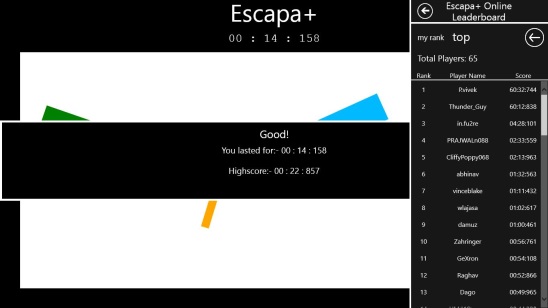 Escapa+
00 : 14 : 158
Good!
You lasted for:- 00 : 14 : 158
Highscore:- 00 : 22 : 857
Escapa+ Online
Leaderboard
my rank top
Total Players: 65
Rank Player Name Score
1 P.vivek 60:32:744
2 Thunder_Guy 60:12:838
3 in.fu2re 04:28:101
4 PRAJWALn088 02:33:559
5 CliffyPoppy068 02:13:963
6 abhinav 01:32:563
7 vinceblake 01:11:432
8 wlajasa 01:02:617
9 damuz 01:00:461
10 Zahringer 00:56:761
11 GeXron 00:54:108
12 Raghav 00:52:866
13 Dago 00:49:965